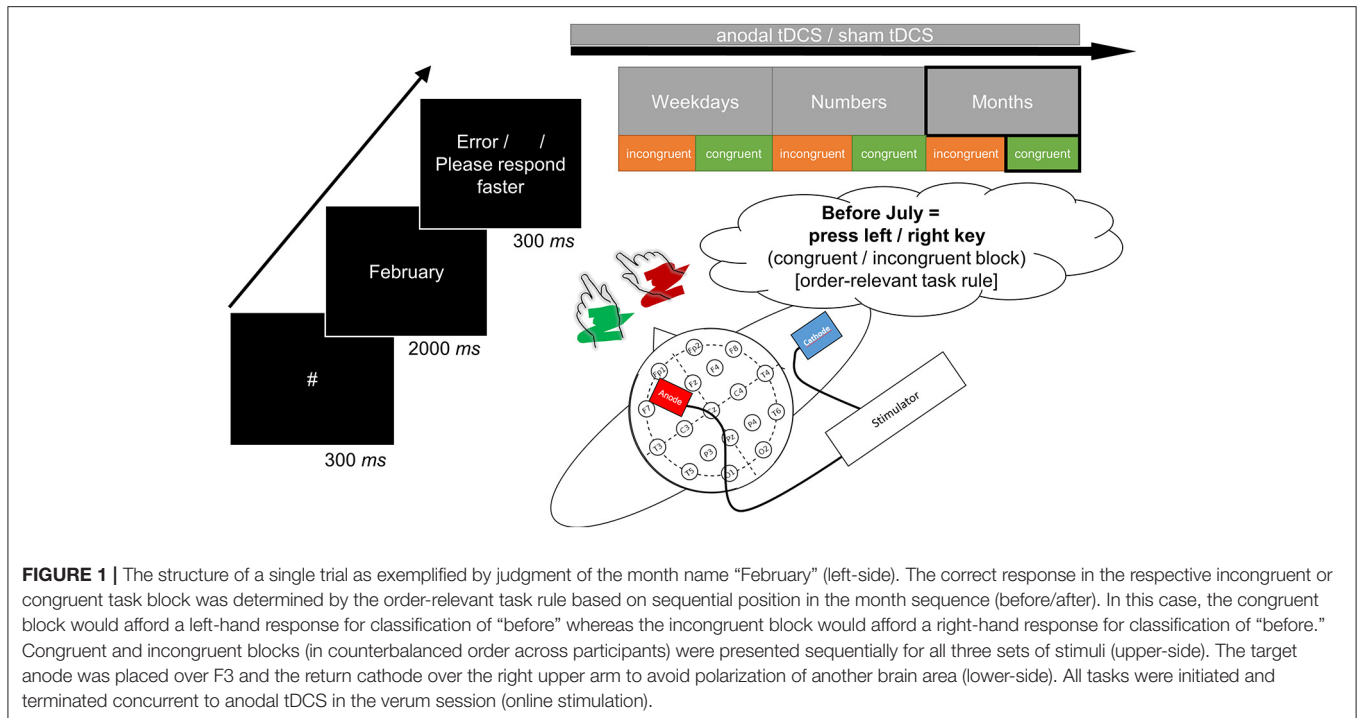 anodal tDCS / sham tDCS
Weekdays Numbers Months
incongruent congruent incongruent congruent incongruent congruent
Error / /
Please respond
faster
300 ms
February
2000 ms
#
300 ms
Before July =
press left / right key
(congruent / incongruent block)
[order-relevant task rule]
Cathode
Stimulator
Anode
Fp1
Fp2
F7
Fz
F4
F8
T3
C3
Cz
C4
T4
T5
P3
Pz
P4
T6
O1
O2
FIGURE 1 | The structure of a single trial as exemplified by judgment of the month name “February” (left-side). The correct response in the respective incongruent or
congruent task block was determined by the order-relevant task rule based on sequential position in the month sequence (before/after). In this case, the congruent
block would afford a left-hand response for classification of “before” whereas the incongruent block would afford a right-hand response for classification of “before.”
Congruent and incongruent blocks (in counterbalanced order across participants) were presented sequentially for all three sets of stimuli (upper-side). The target
anode was placed over F3 and the return cathode over the right upper arm to avoid polarization of another brain area (lower-side). All tasks were initiated and
terminated concurrent to anodal tDCS in the verum session (online stimulation).